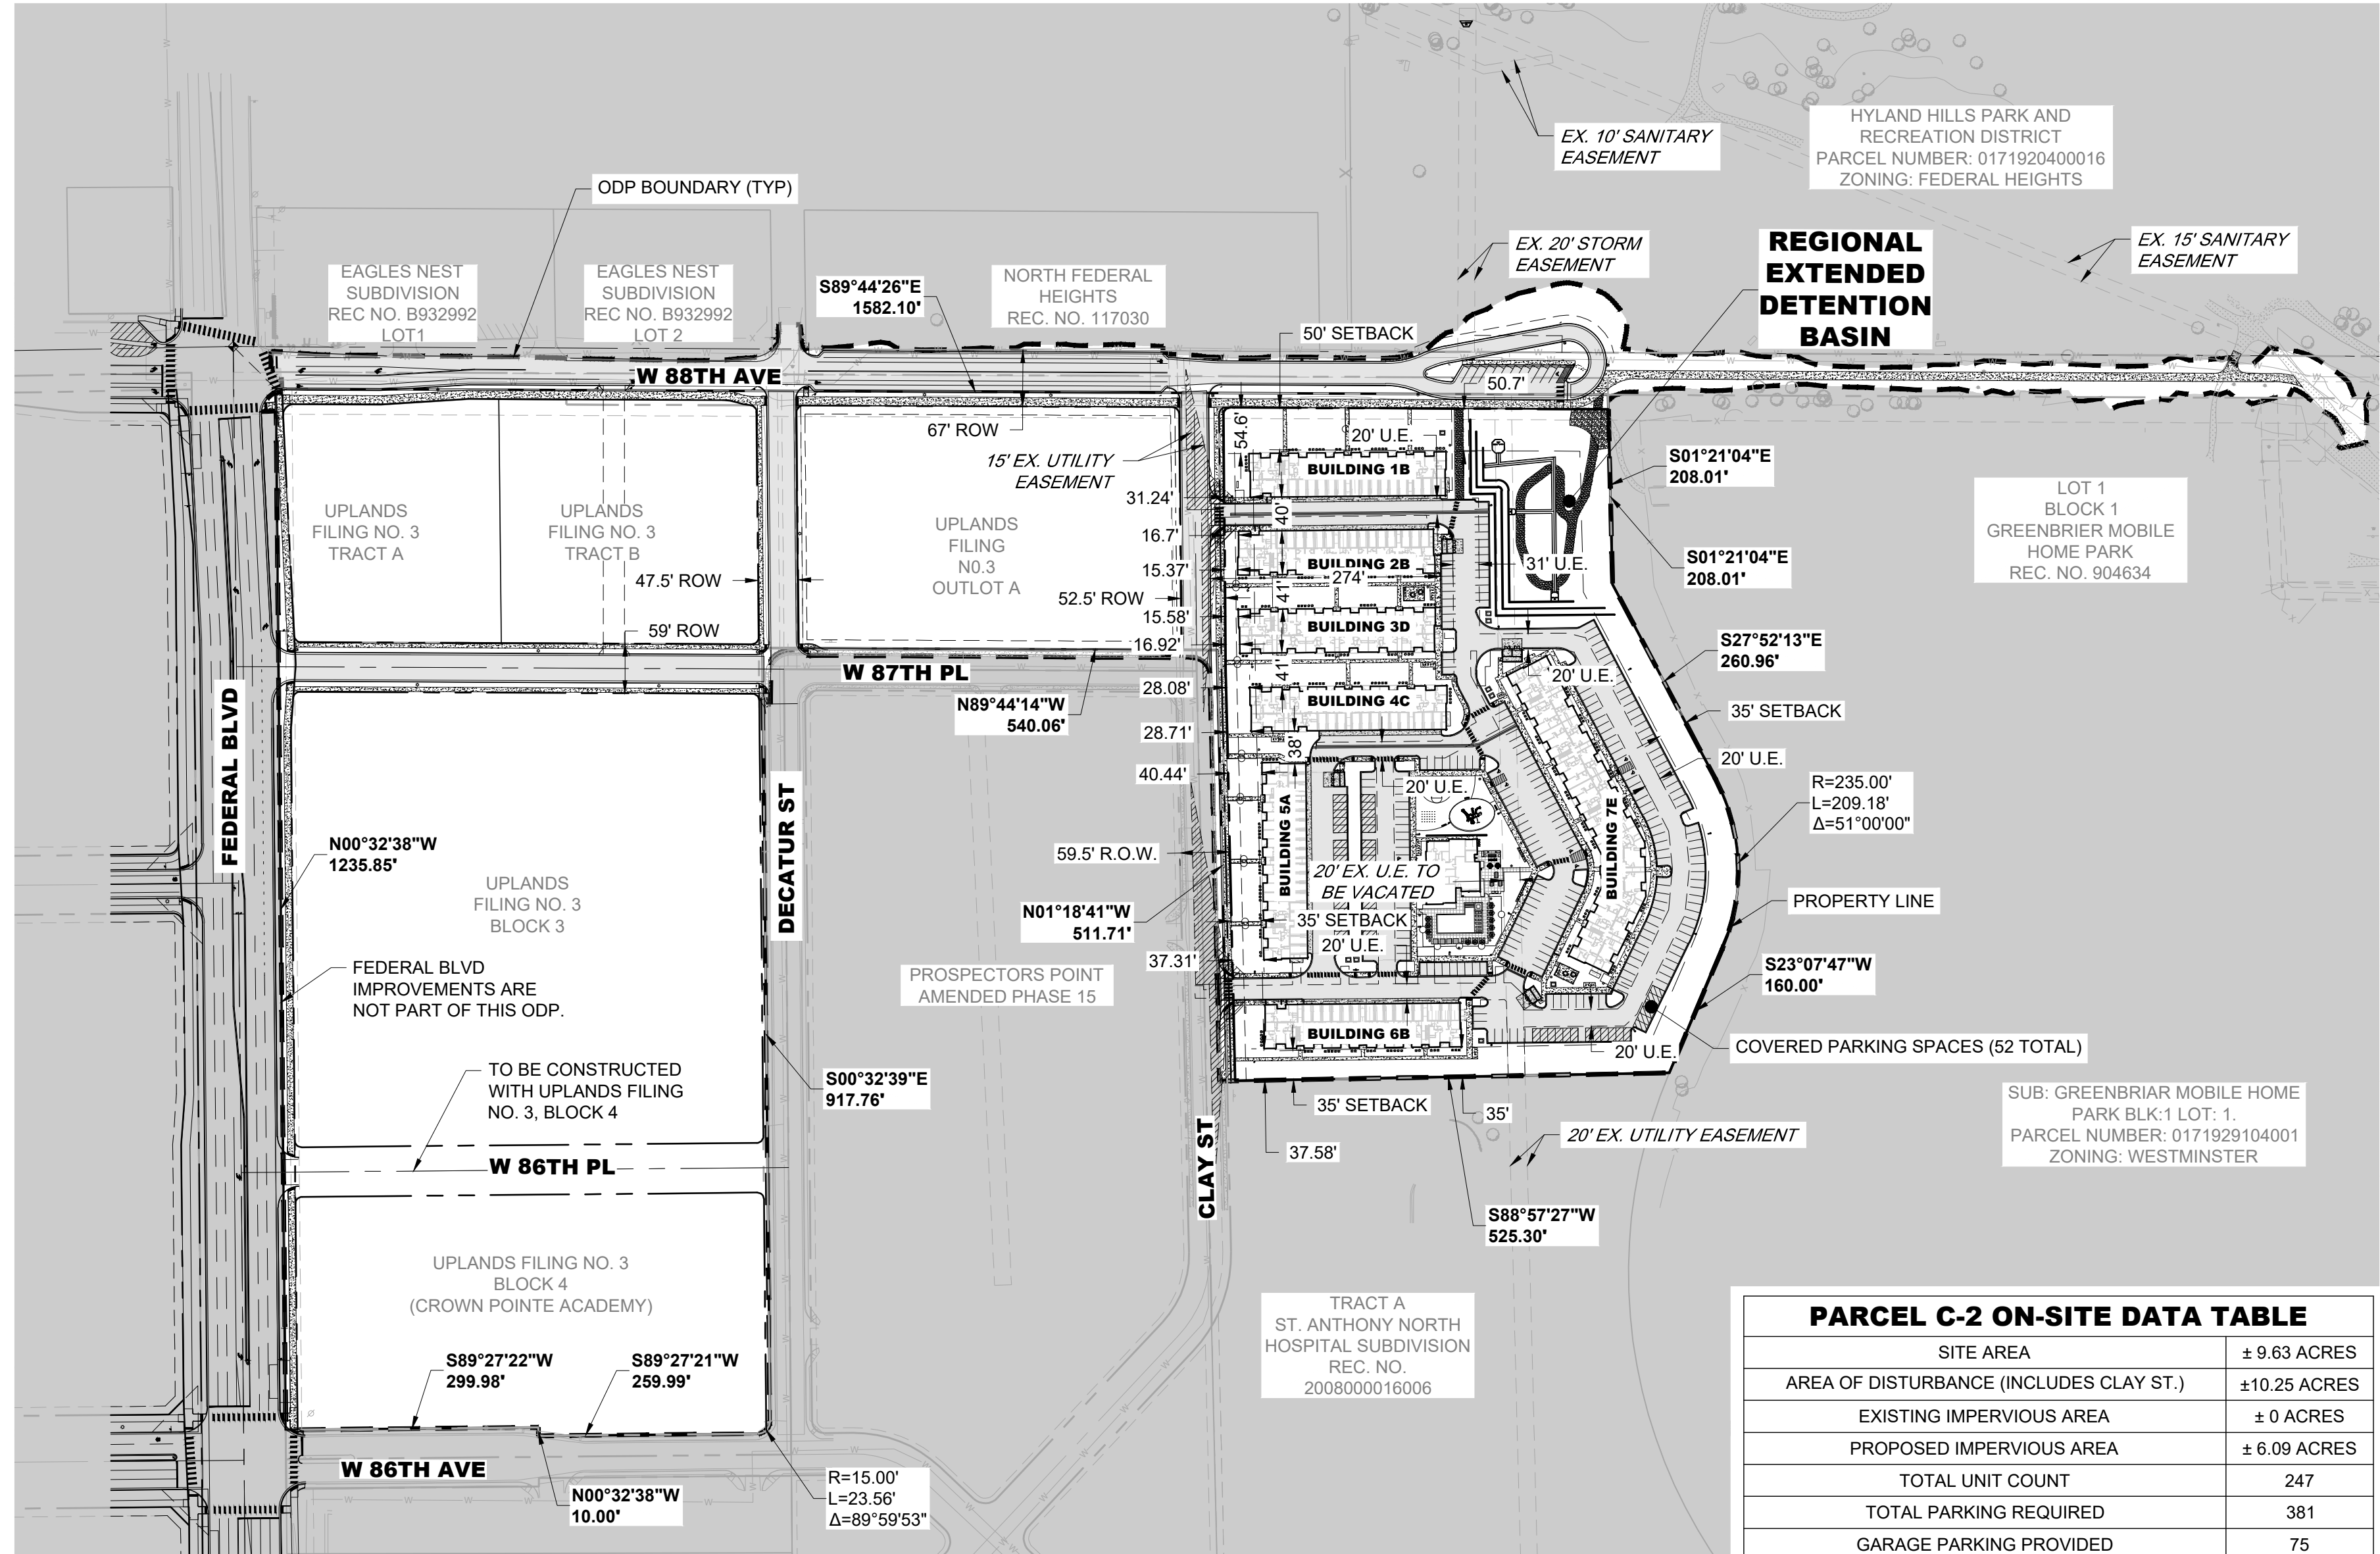 EX. 10' SANITARY
EASEMENT
HYLAND HILLS PARK AND
RECREATION DISTRICT
PARCEL NUMBER: 0171920400016
ZONING: FEDERAL HEIGHTS
ODP BOUNDARY (TYP)
EX. 20' STORM
EASEMENT
REGIONAL
EXTENDED
DETENTION
BASIN
EX. 15' SANITARY
EASEMENT
EAGLES NEST
SUBDIVISION
REC NO. B932992
LOT1
EAGLES NEST
SUBDIVISION
REC NO. B932992
LOT 2
S89°44'26"E
1582.10'
NORTH FEDERAL
HEIGHTS
REC. NO. 117030
50' SETBACK
W 88TH AVE
50.7'
67' ROW
54.6'
20' U.E.
15' EX. UTILITY
EASEMENT
BUILDING 1B
S01°21'04"E
208.01'
31.24'
40'
LOT 1
BLOCK 1
GREENBRIER MOBILE
HOME PARK
REC. NO. 904634
UPLANDS
FILING NO. 3
TRACT A
UPLANDS
FILING NO. 3
TRACT B
UPLANDS
FILING
N0.3
OUTLOT A
16.7'
BUILDING 2B
31' U.E.
S01°21'04"E
208.01'
15.37'
274'
47.5' ROW
52.5' ROW
41'
15.58'
BUILDING 3D
59' ROW
16.92'
S27°52'13"E
260.96'
W 87TH PL
41'
20' U.E.
28.08'
BUILDING 4C
N89°44'14"W
540.06'
35' SETBACK
28.71'
38'
FEDERAL BLVD
40.44'
20' U.E.
20' U.E.
R=235.00'
L=209.18'
Δ=51°00'00"
DECATUR ST
BUILDING 5A
BUILDING 7E
N00°32'38"W
1235.85'
59.5' R.O.W.
20' EX. U.E. TO
BE VACATED
UPLANDS
FILING NO. 3
BLOCK 3
PROPERTY LINE
N01°18'41"W
511.71'
35' SETBACK
20' U.E.
37.31'
FEDERAL BLVD
IMPROVEMENTS ARE
NOT PART OF THIS ODP.
PROSPECTORS POINT
AMENDED PHASE 15
S23°07'47"W
160.00'
BUILDING 6B
20' U.E.
COVERED PARKING SPACES (52 TOTAL)
TO BE CONSTRUCTED
WITH UPLANDS FILING
NO. 3, BLOCK 4
S00°32'39"E
917.76'
35' SETBACK
35'
SUB: GREENBRIAR MOBILE HOME
PARK BLK:1 LOT: 1.
PARCEL NUMBER: 0171929104001
ZONING: WESTMINSTER
20' EX. UTILITY EASEMENT
37.58'
CLAY ST
W 86TH PL
S88°57'27"W
525.30'
UPLANDS FILING NO. 3
BLOCK 4
(CROWN POINTE ACADEMY)
TRACT A
ST. ANTHONY NORTH
HOSPITAL SUBDIVISION
REC. NO.
2008000016006
S89°27'22"W
299.98'
S89°27'21"W
259.99'
W 86TH AVE
N00°32'38"W
10.00'
R=15.00'
L=23.56'
Δ=89°59'53"
PARCEL C-2 ON-SITE DATA TABLE
SITE AREA ± 9.63 ACRES
AREA OF DISTURBANCE (INCLUDES CLAY ST.) ±10.25 ACRES
EXISTING IMPERVIOUS AREA ± 0 ACRES
PROPOSED IMPERVIOUS AREA ± 6.09 ACRES
TOTAL UNIT COUNT 247
TOTAL PARKING REQUIRED 381
GARAGE PARKING PROVIDED 75